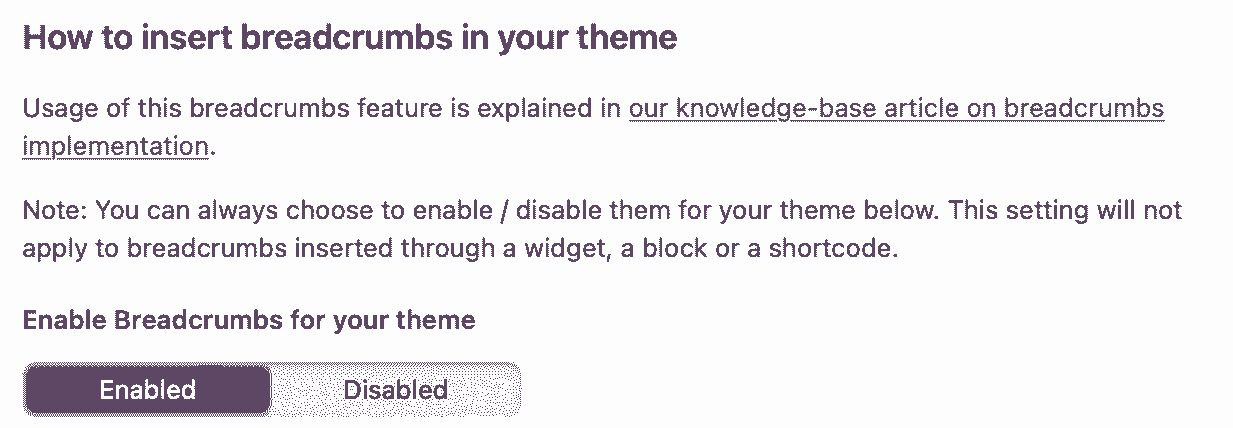 How to insert breadcrumbs in your theme
Usage of this breadcrumbs feature is explained in our knowledge-base article on breadcrumbs
implementation.
Note: You can always choose to enable / disable them for your theme below. This setting will not
apply to breadcrumbs inserted through a widget, a block or a shortcode.
Enable Breadcrumbs for your theme
Enabled Disabled